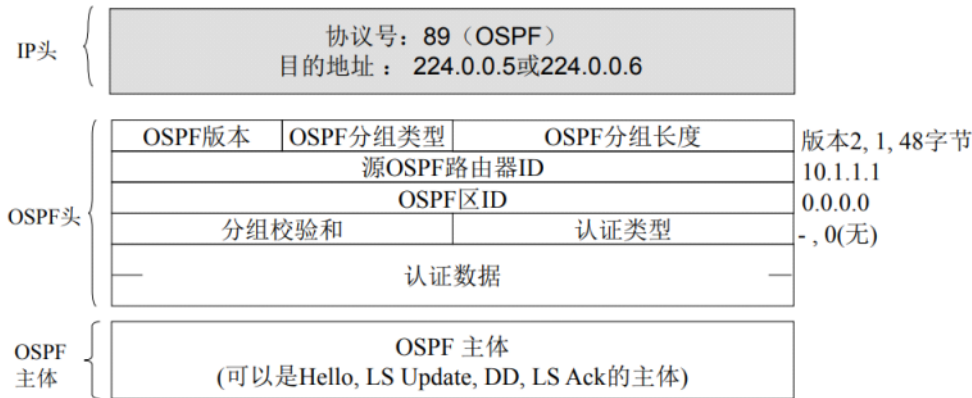 IP头
协议号：89（OSPF）
目的地址： 224.0.0.5或224.0.0.6
OSPF头
OSPF版本 OSPF分组类型 OSPF分组长度 版本2, 1, 48字节
源OSPF路由器ID 10.1.1.1
OSPF区ID 0.0.0.0
分组校验和 认证类型 - , 0(无)
认证数据
OSPF
主体
OSPF 主体
(可以是Hello, LS Update, DD, LS Ack的主体)